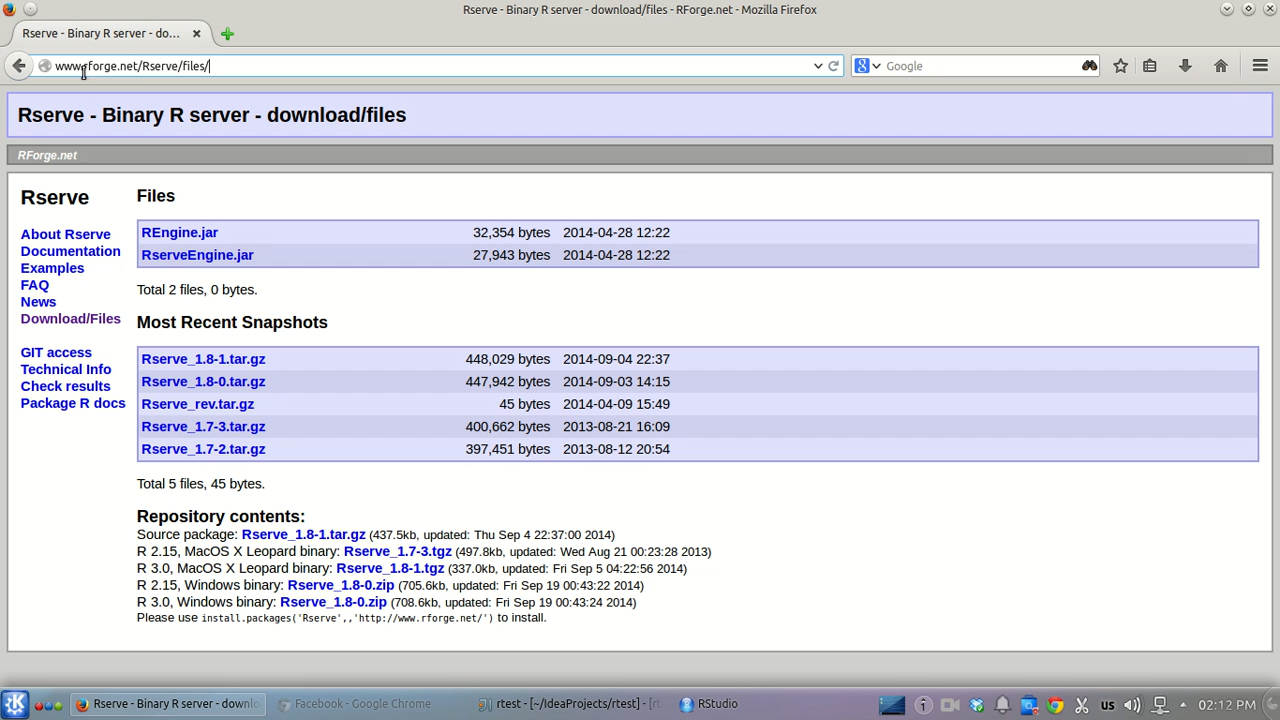 Rserve - Binary R server - download/files - RForge.net - Mozilla Firefox
Rserve - Binary R server - do...
www.rforge.net/Rserve/files/
Google
Rserve - Binary R server - download/files
RForge.net
Rserve
About Rserve
Documentation
Examples
FAQ
News
Download/Files
GIT access
Technical Info
Check results
Package R docs
Files
REngine.jar 32,354 bytes 2014-04-28 12:22
RserveEngine.jar 27,943 bytes 2014-04-28 12:22
Total 2 files, 0 bytes.
Most Recent Snapshots
Rserve_1.8-1.tar.gz 448,029 bytes 2014-09-04 22:37
Rserve_1.8-0.tar.gz 447,942 bytes 2014-09-03 14:15
Rserve_rev.tar.gz 45 bytes 2014-04-09 15:49
Rserve_1.7-3.tar.gz 400,662 bytes 2013-08-21 16:09
Rserve_1.7-2.tar.gz 397,451 bytes 2013-08-12 20:54
Total 5 files, 45 bytes.
Repository contents:
Source package: Rserve_1.8-1.tar.gz (437.5kb, updated: Thu Sep 4 22:37:00 2014)
R 2.15, MacOS X Leopard binary: Rserve_1.7-3.tgz (497.8kb, updated: Wed Aug 21 00:23:28 2013)
R 3.0, MacOS X Leopard binary: Rserve_1.8-1.tgz (337.0kb, updated: Fri Sep 5 04:22:56 2014)
R 2.15, Windows binary: Rserve_1.8-0.zip (705.6kb, updated: Fri Sep 19 00:43:22 2014)
R 3.0, Windows binary: Rserve_1.8-0.zip (708.6kb, updated: Fri Sep 19 00:43:24 2014)
Please use install.packages('Rserve',,'http://www.rforge.net/') to install.
Rserve - Binary R server - downlo
Facebook - Google Chrome
rtest - [~/IdeaProjects/rtest] - [rt
RStudio
us
02:12 PM